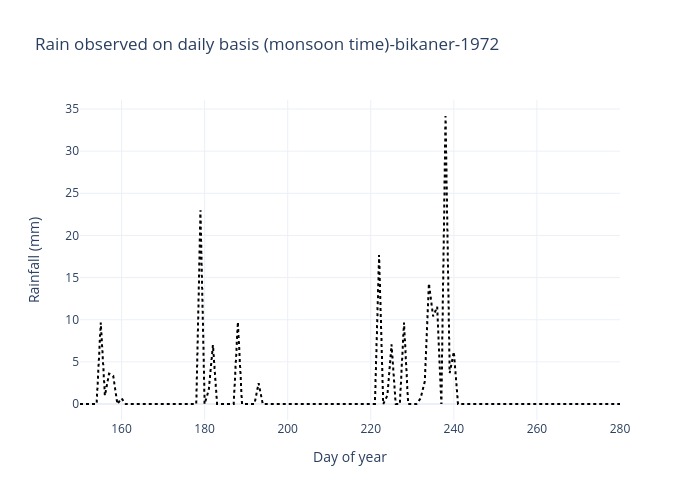 Rain observed on daily basis (monsoon time)-bikaner-1972
35
30
25
20
15
10
5
0
Rainfall (mm)
160 180 200 220 240 260 280
Day of year